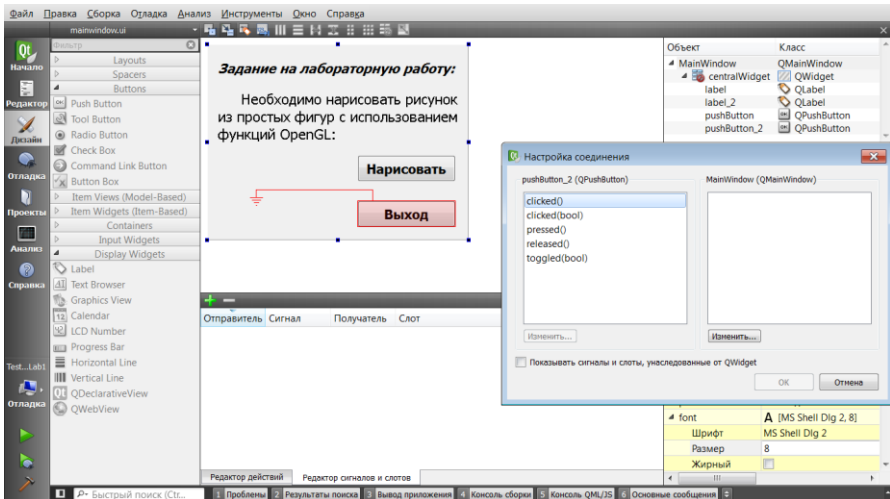 Файл Правка Сборка Отладка Анализ Инструменты Окно Справка
mainwindow.ui
Начало
Редактор
Дизайн
Отладка
Проекты
Анализ
Справка
Test...Lab1
Отладка
Фильтр
Layouts
Spacers
Buttons
Push Button
Tool Button
Radio Button
Check Box
Command Link Button
Button Box
Item Views (Model-Based)
Item Widgets (Item-Based)
Containers
Input Widgets
Display Widgets
Label
Text Browser
Graphics View
Calendar
LCD Number
Progress Bar
Horizontal Line
Vertical Line
QDeclarativeView
QWebView
Задание на лабораторную работу:
Необходимо нарисовать рисунок
из простых фигур с использованием
функций OpenGL:
Нарисовать
Выход
Отправитель Сигнал Получатель Слот
Редактор действий Редактор сигналов и слотов
Объект Класс
MainWindow QMainWindow
centralWidget QWidget
label QLabel
label_2 QLabel
pushButton QPushButton
pushButton_2 QPushButton
Настройка соединения
pushButton_2 (QPushButton) MainWindow (QMainWindow)
clicked()
clicked(bool)
pressed()
released()
toggled(bool)
Изменить... Изменить...
Показывать сигналы и слоты, унаследованные от QWidget
OK Отмена
font A [MS Shell Dlg 2, 8]
Шрифт MS Shell Dlg 2
Размер 8
Жирный
Быстрый поиск (Ctr... 1 Проблемы 2 Результаты поиска 3 Вывод приложения 4 Консоль сборки 5 Консоль QML/JS 6 Основные сообщения